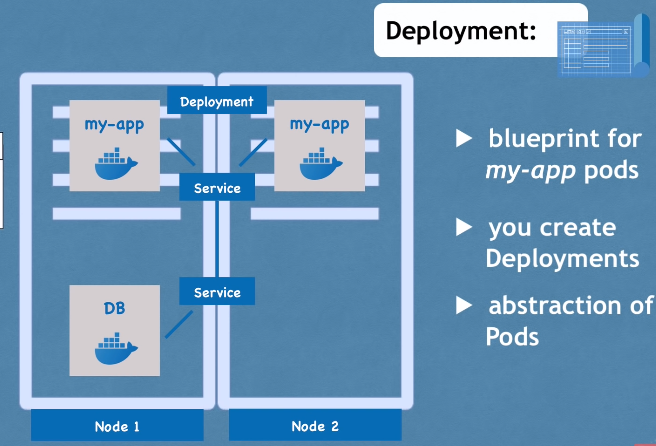 Deployment:
Deployment
my-app
my-app
Service
Service
DB
Node 1
Node 2
▶ blueprint for
my-app pods
▶ you create
Deployments
▶ abstraction of
Pods